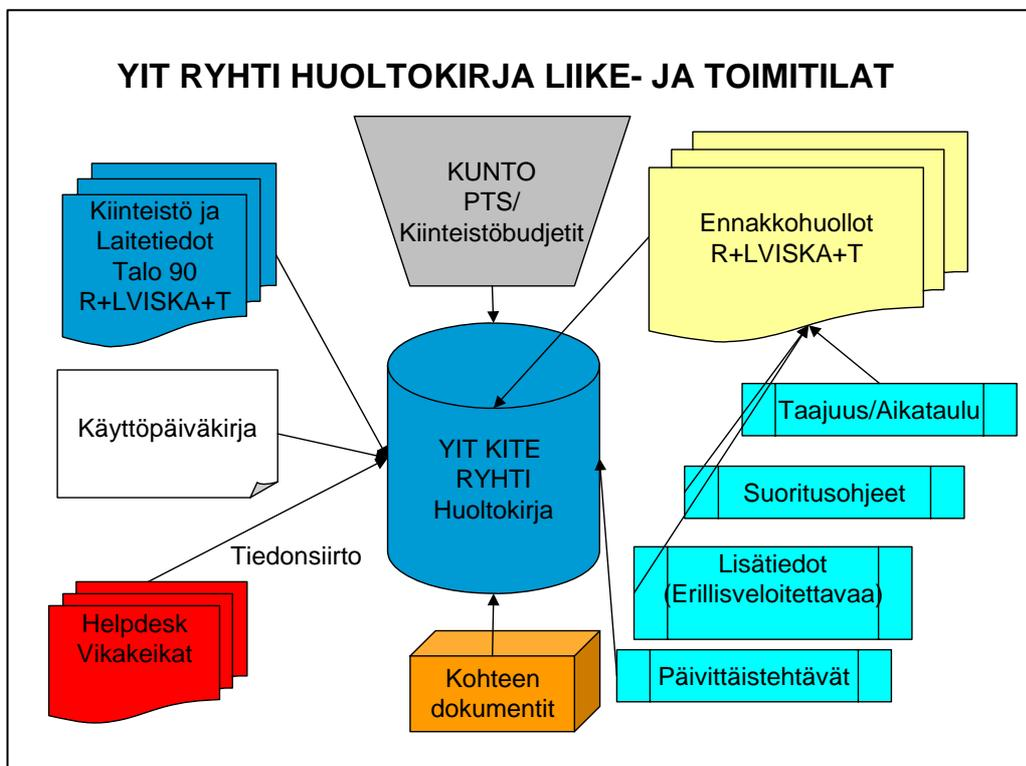 YIT RYHTI HUOLTOKIRJA LIIKE- JA TOIMITILAT
KUNTO
PTS/
Kiinteistöbudjetit
Kiinteistö ja
Laitetiedot
Talo 90
R+LVISKA+T
Ennakkohuollot
R+LVISKA+T
Käyttöpäiväkirja
YIT KITE
RYHTI
Huoltokirja
Taajuus/Aikataulu
Suoritusohjeet
Tiedonsiirto
Lisätiedot
(Erillisveloitettavaa)
Helpdesk
Vikakeikat
Kohteen
dokumentit
Päivittäistehtävät